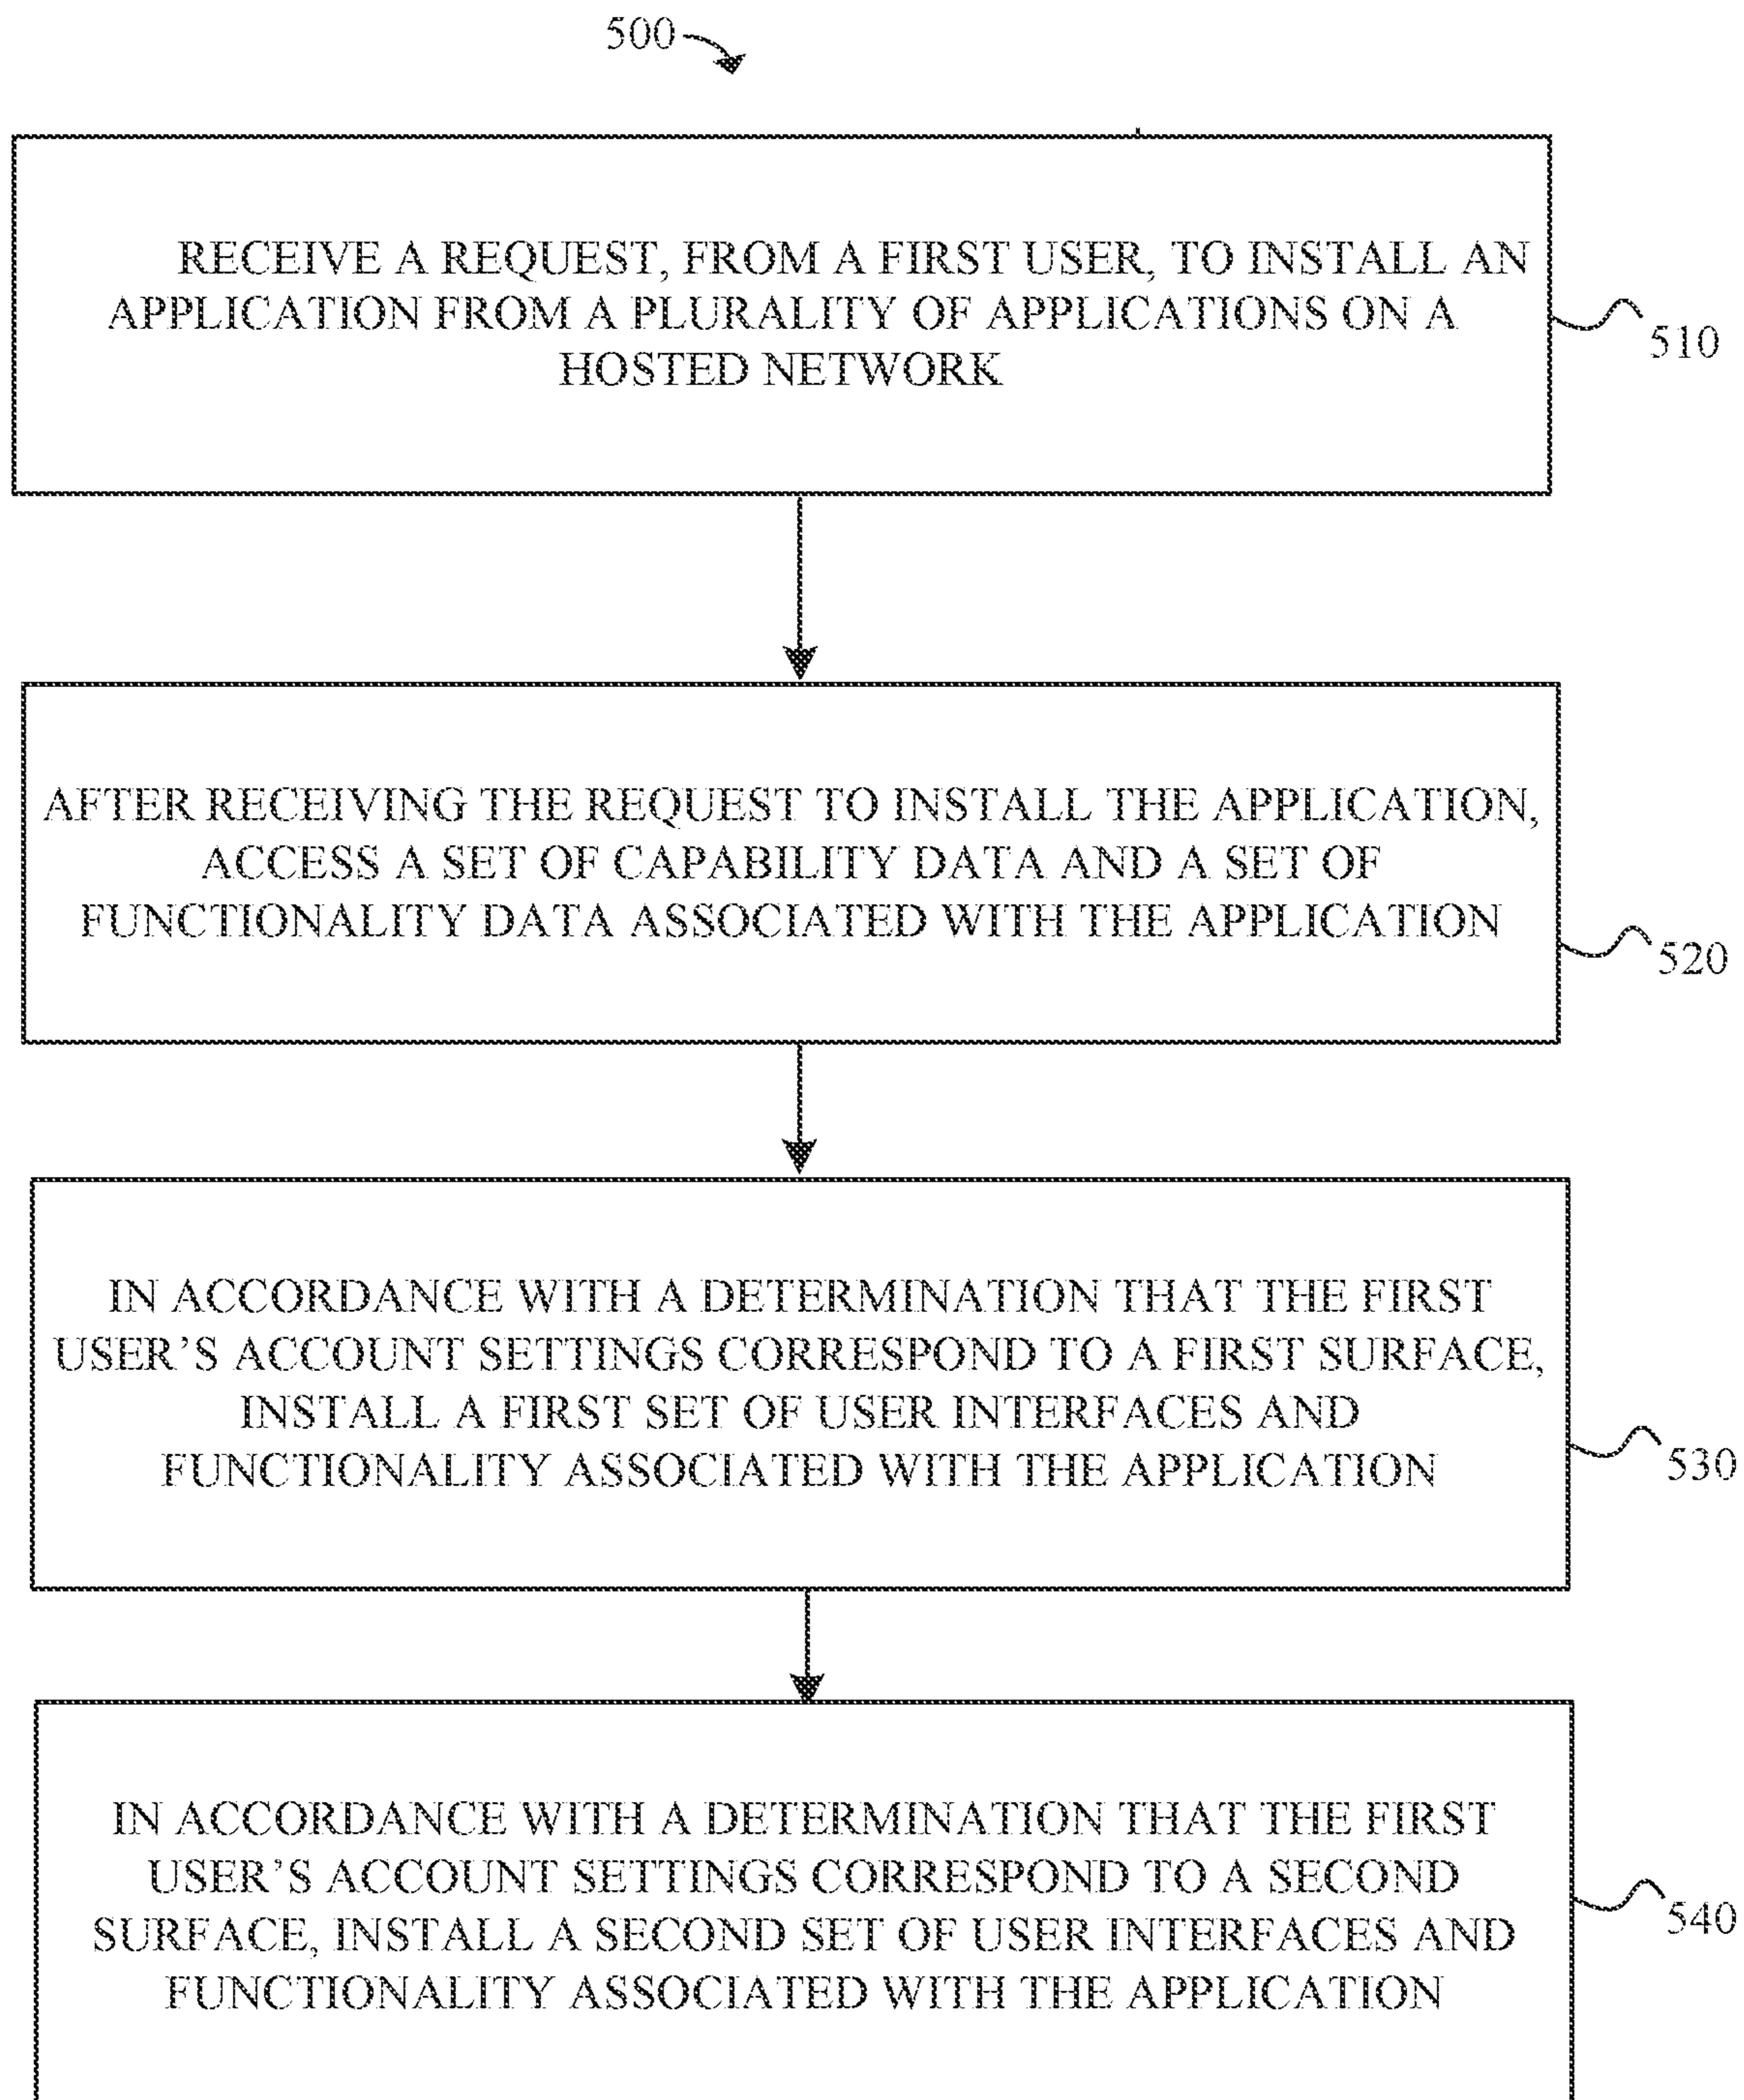 500
RECEIVE A REQUEST, FROM A FIRST USER, TO INSTALL AN
APPLICATION FROM A PLURALITY OF APPLICATIONS ON A
HOSTED NETWORK
510
AFTER RECEIVING THE REQUEST TO INSTALL THE APPLICATION,
ACCESS A SET OF CAPABILITY DATA AND A SET OF
FUNCTIONALITY DATA ASSOCIATED WITH THE APPLICATION
520
IN ACCORDANCE WITH A DETERMINATION THAT THE FIRST
USER’S ACCOUNT SETTINGS CORRESPOND TO A FIRST SURFACE,
INSTALL A FIRST SET OF USER INTERFACES AND
FUNCTIONALITY ASSOCIATED WITH THE APPLICATION
530
IN ACCORDANCE WITH A DETERMINATION THAT THE FIRST
USER’S ACCOUNT SETTINGS CORRESPOND TO A SECOND
SURFACE, INSTALL A SECOND SET OF USER INTERFACES AND
FUNCTIONALITY ASSOCIATED WITH THE APPLICATION
540